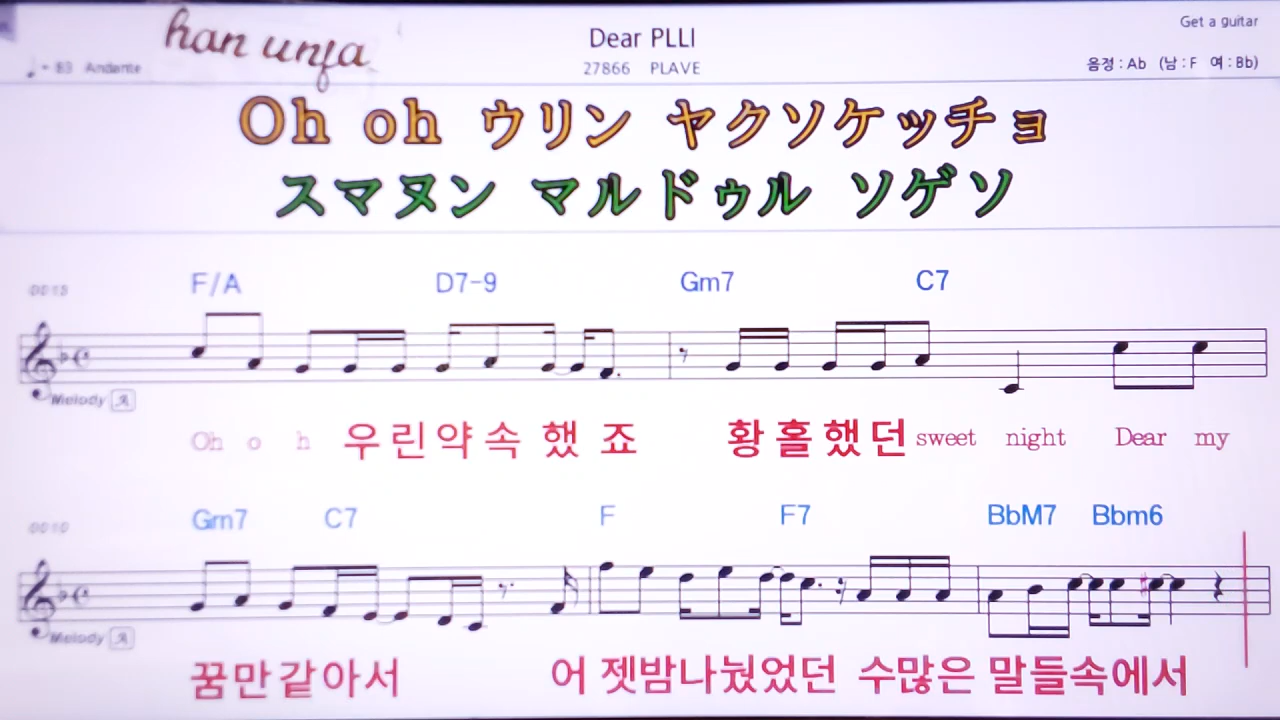 han unfa
Dear PLLI
Get a guitar
♩= 83 Andante
27866 PLAVE
음정 : Ab (남 : F 여 : Bb)
Oh oh ウリン ヤクソケッチョ
スマヌン マルドゥル ソゲソ
F/A D7-9 Gm7 C7
Melody A
Oh o h 우린약속했죠 황홀했던 sweet night Dear my
0010
Gm7 C7 F F7 BbM7 Bbm6
Melody A
꿈만같아서 어젯밤나눴었던 수많은 말들속에서